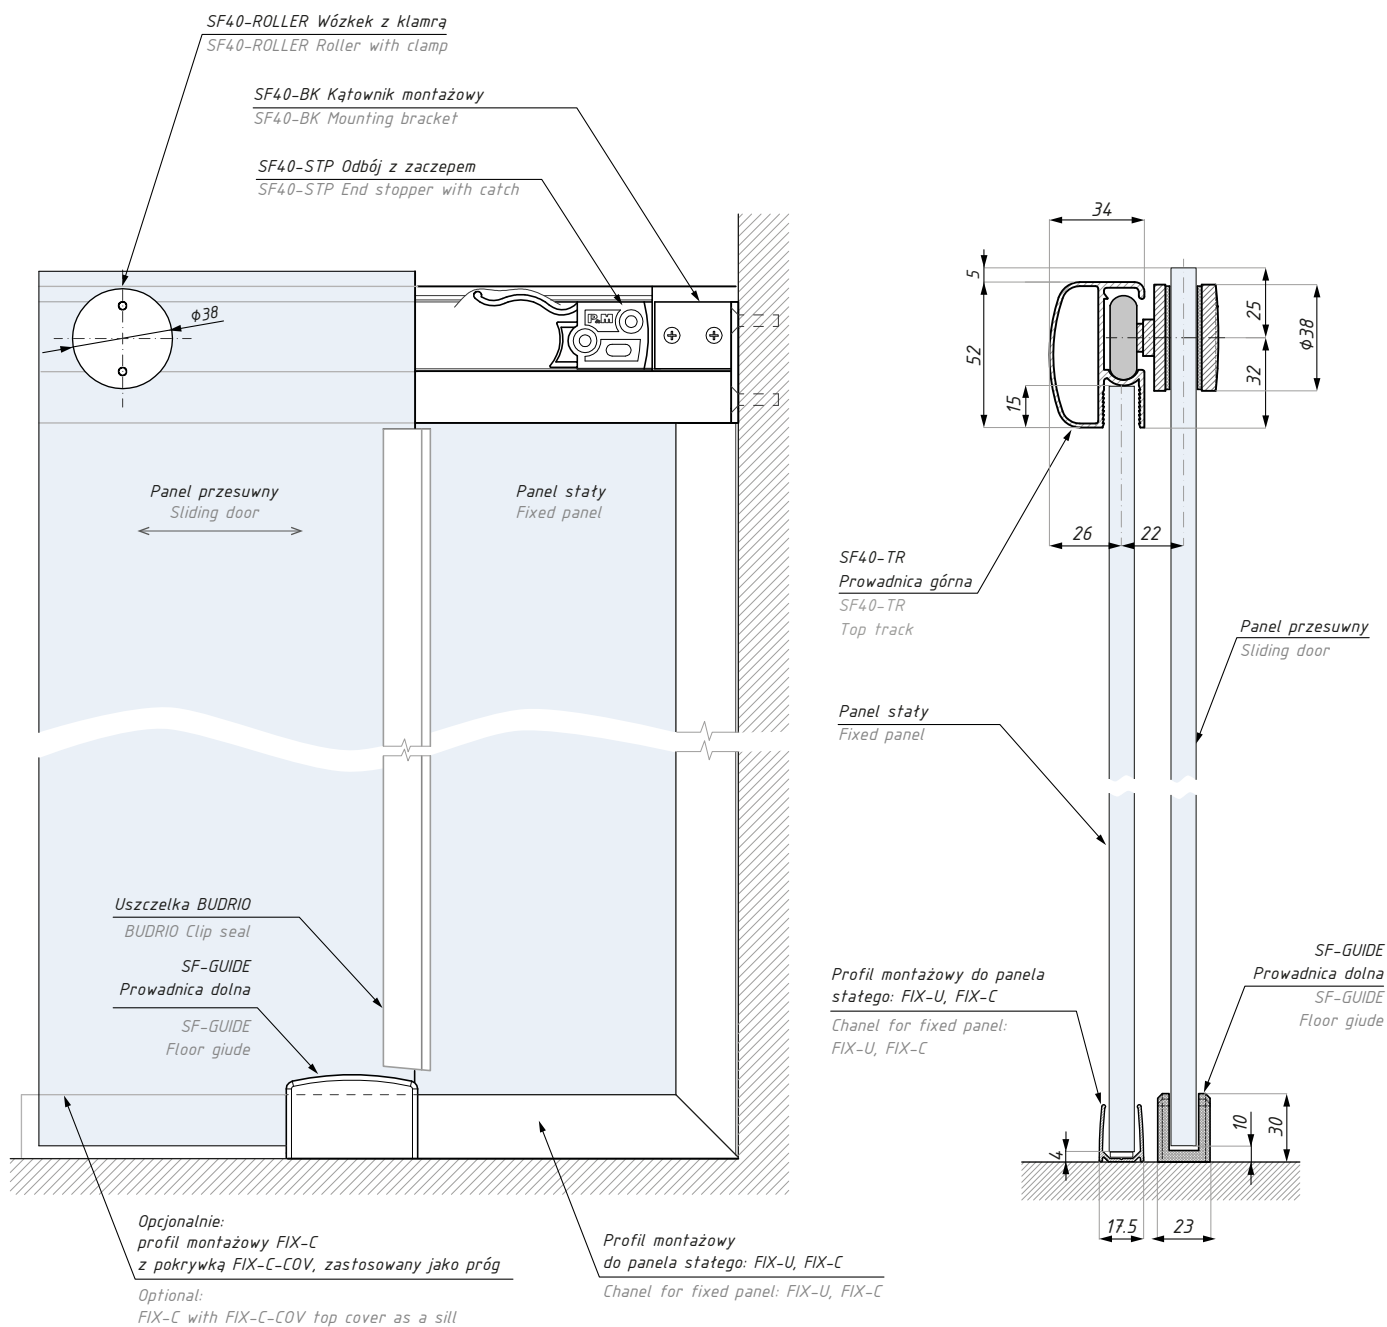 SF40-ROLLER Wózkek z klamrą
SF40-ROLLER Roller with clamp
SF40-BK Kątownik montażowy
SF40-BK Mounting bracket
SF40-STP Odbój z zaczepem
SF40-STP End stopper with catch
ϕ38
P&M
Panel przesuwny
Sliding door
Panel stały
Fixed panel
Uszczelka BUDRIO
BUDRIO Clip seal
SF-GUIDE
Prowadnica dolna
SF-GUIDE
Floor giude
Opcjonalnie:
profil montażowy FIX-C
z pokrywką FIX-C-COV, zastosowany jako próg
Optional:
FIX-C with FIX-C-COV top cover as a sill
Profil montażowy
do panela stałego: FIX-U, FIX-C
Chanel for fixed panel: FIX-U, FIX-C
34
5
52
15
25
32
ϕ38
26
22
SF40-TR
Prowadnica górna
SF40-TR
Top track
Panel przesuwny
Sliding door
Panel stały
Fixed panel
Profil montażowy do panela
stałego: FIX-U, FIX-C
Chanel for fixed panel:
FIX-U, FIX-C
SF-GUIDE
Prowadnica dolna
SF-GUIDE
Floor giude
4
10
30
17.5
23